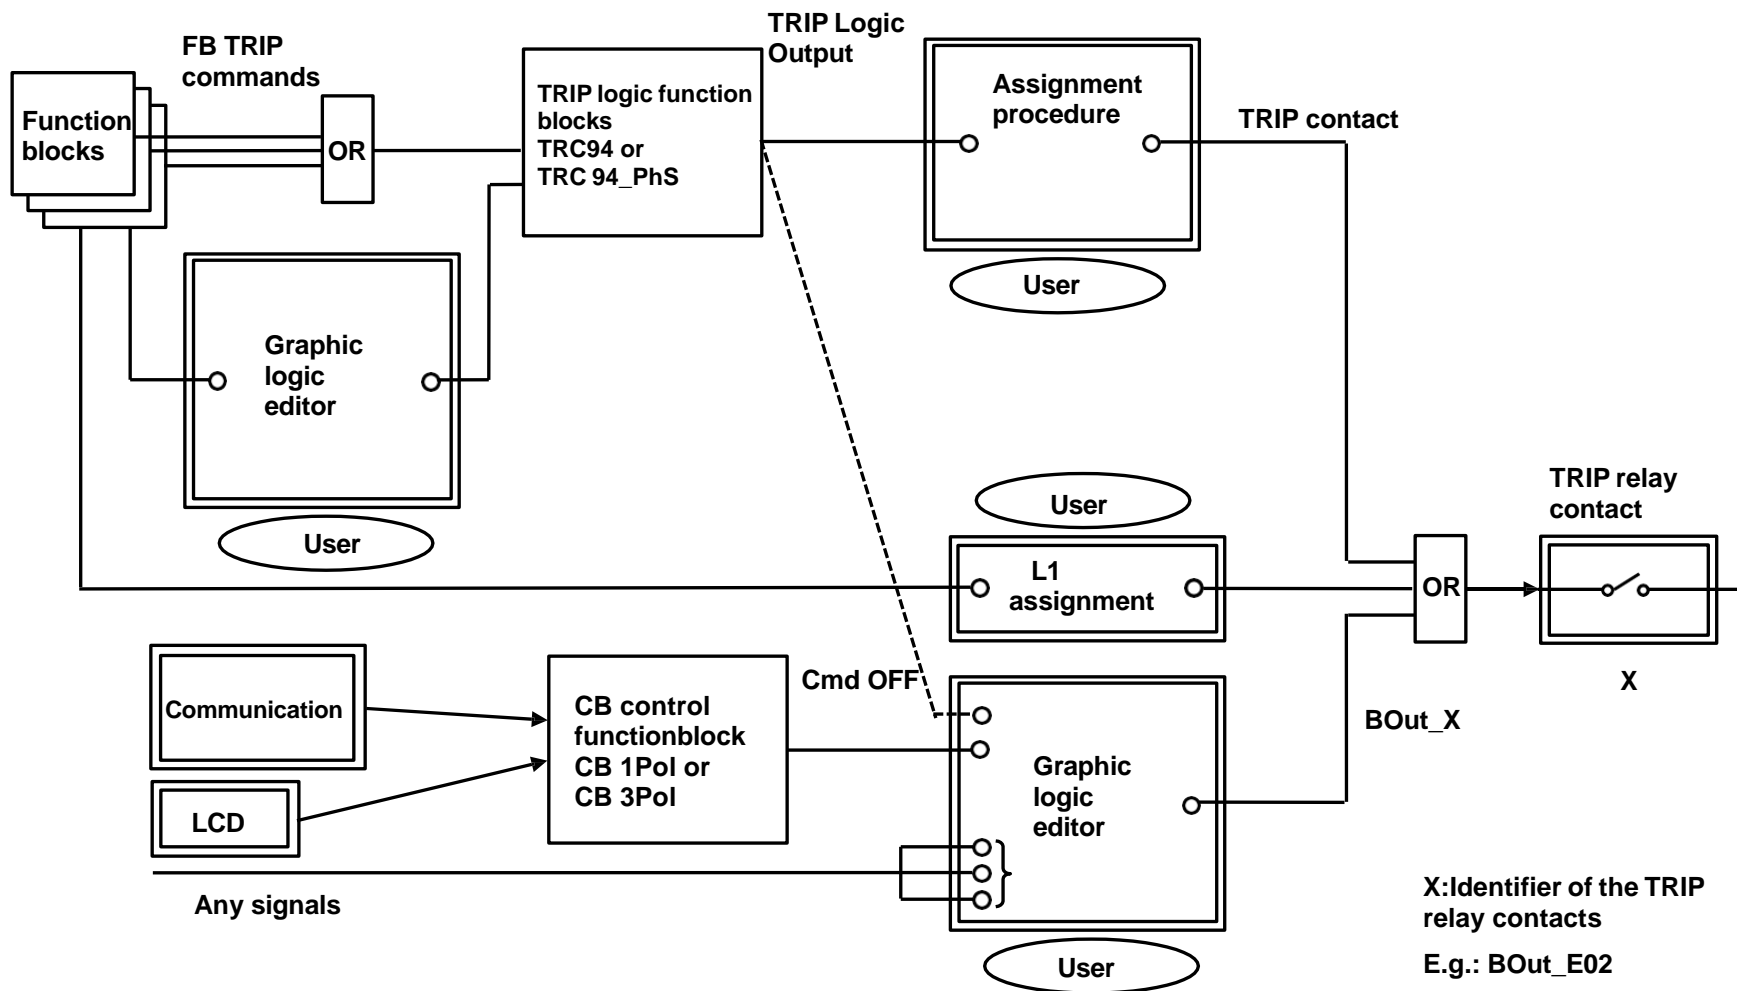 FB TRIP
commands
TRIP Logic
Output
Function
blocks
OR
TRIP logic function
blocks
TRC94 or
TRC 94_PhS
Assignment
procedure
TRIP contact
User
Graphic
logic
editor
User
User
TRIP relay
contact
L1
assignment
OR
X
Communication
LCD
CB control
functionblock
CB 1Pol or
CB 3Pol
Cmd OFF
BOut_X
Graphic
logic
editor
Any signals
User
X:Identifier of the TRIP
relay contacts
E.g.: BOut_E02